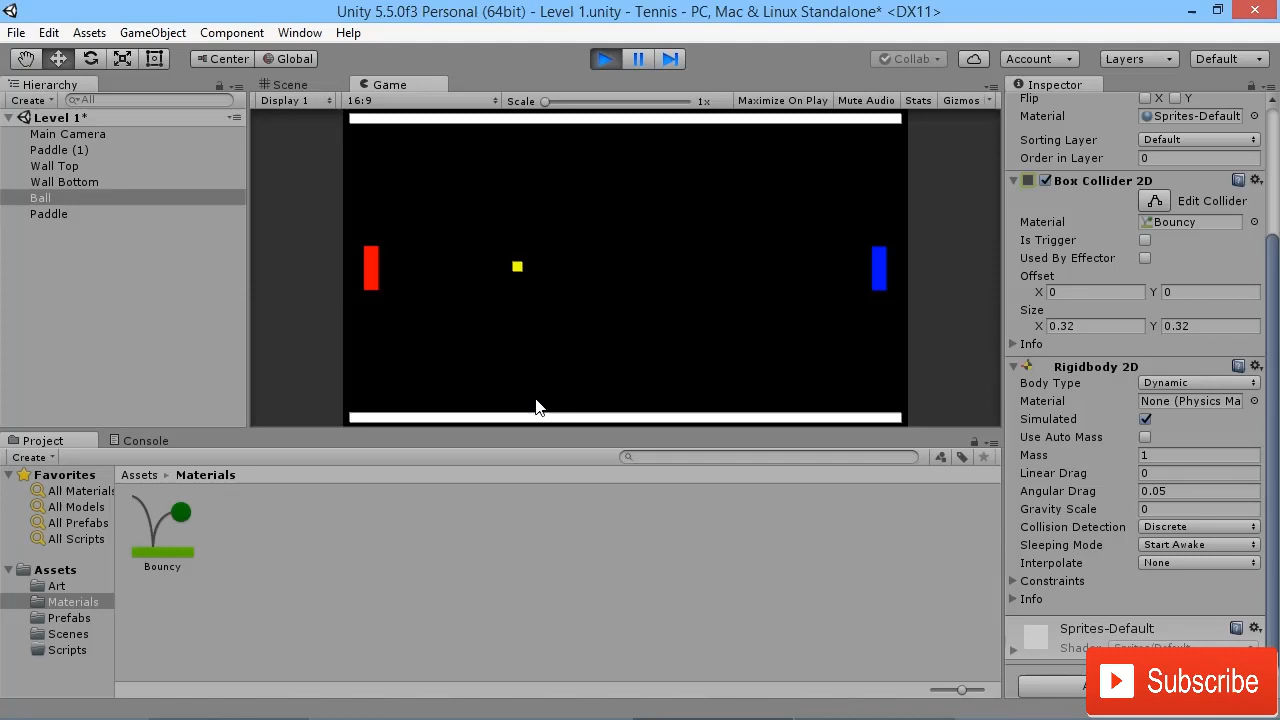 Unity 5.5.0f3 Personal (64bit) - Level 1.unity - Tennis - PC, Mac & Linux Standalone* <DX11>
File Edit Assets GameObject Component Window Help
Center Global Collab Account Layers Default
Hierarchy Scene Game Inspector
Create All Display 1 16:9 Scale 1x Maximize On Play Mute Audio Stats Gizmos
Flip X Y
Level 1*
Material Sprites-Default
Main Camera
Sorting Layer Default
Paddle (1)
Order in Layer 0
Wall Top
Box Collider 2D
Wall Bottom
Ball
Edit Collider
Paddle
Material Bouncy
Is Trigger
Used By Effector
Offset
X 0 Y 0
Size
X 0.32 Y 0.32
Info
Rigidbody 2D
Body Type Dynamic
Material None (Physics Ma
Simulated
Use Auto Mass
Project Console
Mass 1
Create
Linear Drag 0
Favorites Assets Materials
Angular Drag 0.05
All Materials
Gravity Scale 0
All Models
Collision Detection Discrete
All Prefabs
Sleeping Mode Start Awake
All Scripts
Interpolate None
Bouncy
Assets
Constraints
Art
Info
Materials
Prefabs
Sprites-Default
Scenes
Shader Sprites/Default
Scripts
Subscribe